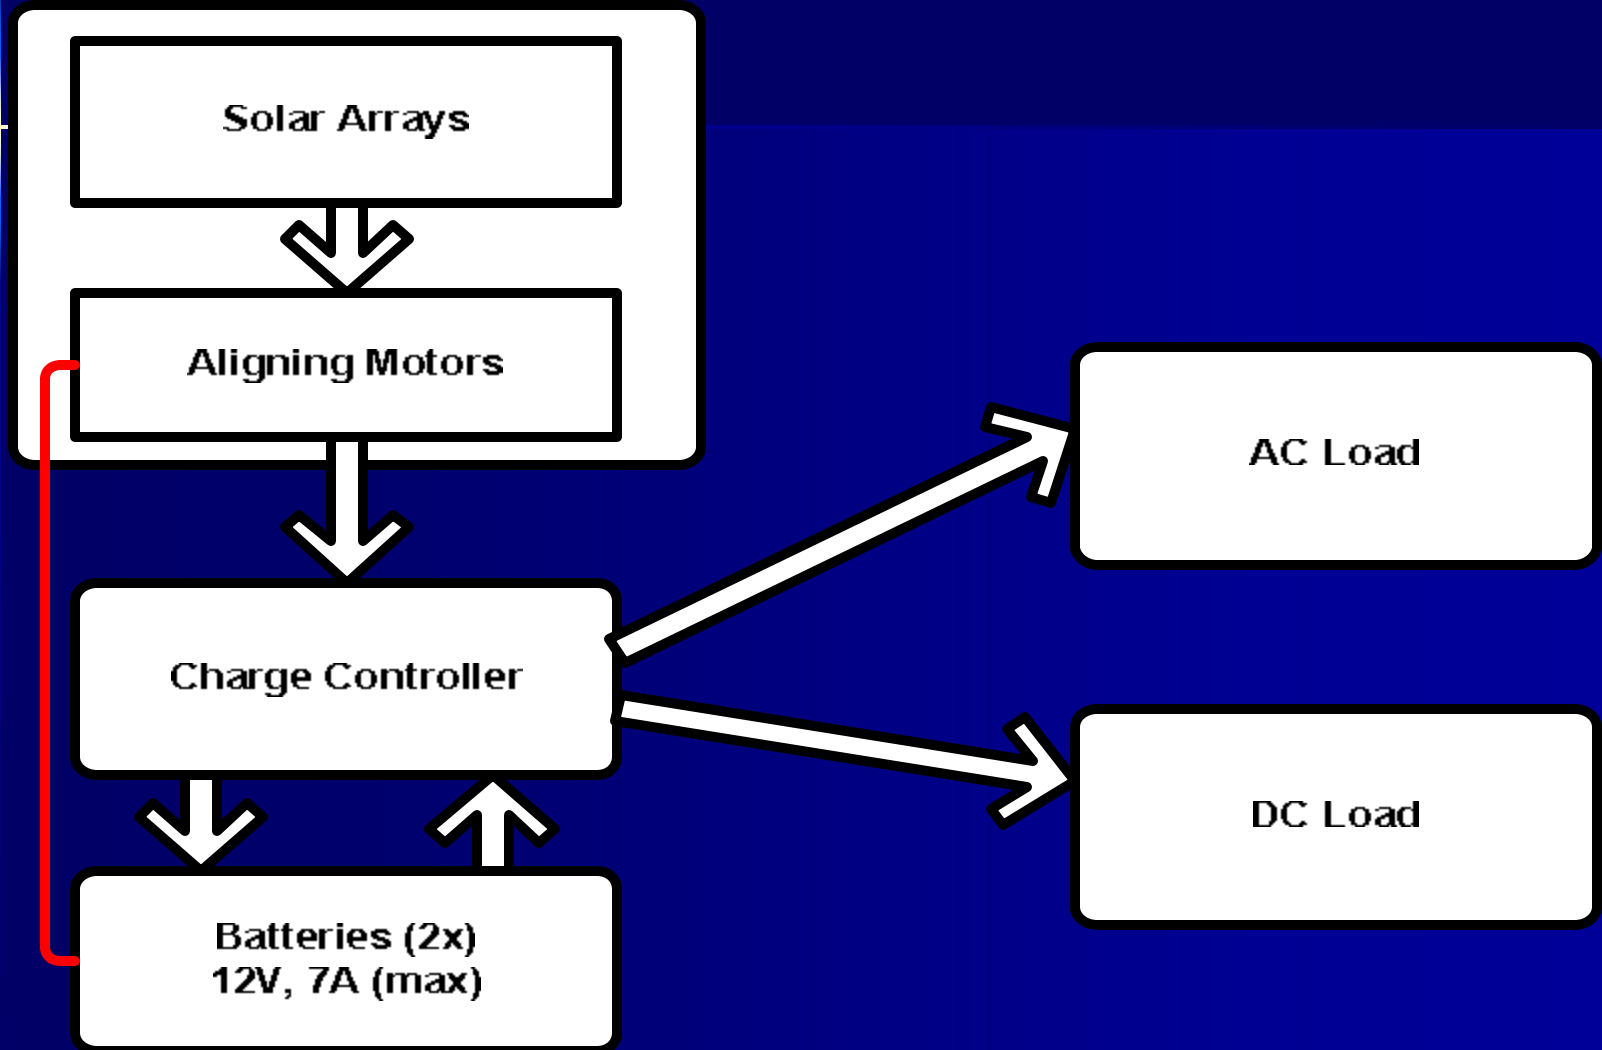 Solar Arrays
Aligning Motors
AC Load
Charge Controller
DC Load
Batteries (2x)
12V, 7A (max)